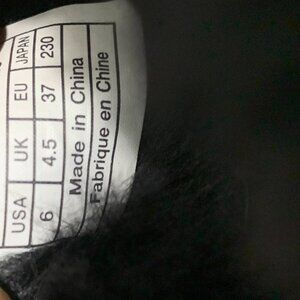 USA UK EU JAPAN
6 4.5 37 230
Made in China
Fabrique en Chine